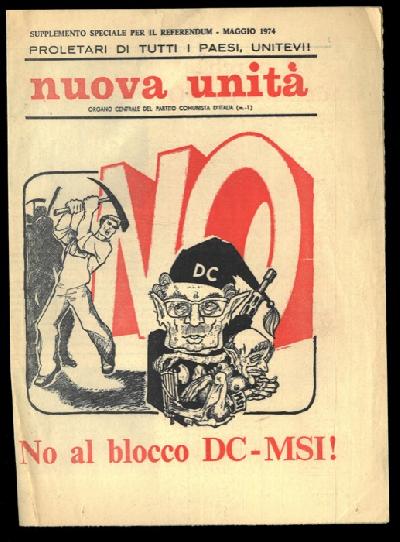 SUPPLEMENTO SPECIALE PER IL REFERENDUM - MAGGIO 1974
PROLETARI DI TUTTI I PAESI, UNITEVI!
nuova unità
ORGANO CENTRALE DEL PARTITO COMUNISTA D'ITALIA (m.-l.)
NO
DC
No al blocco DC-MSI!